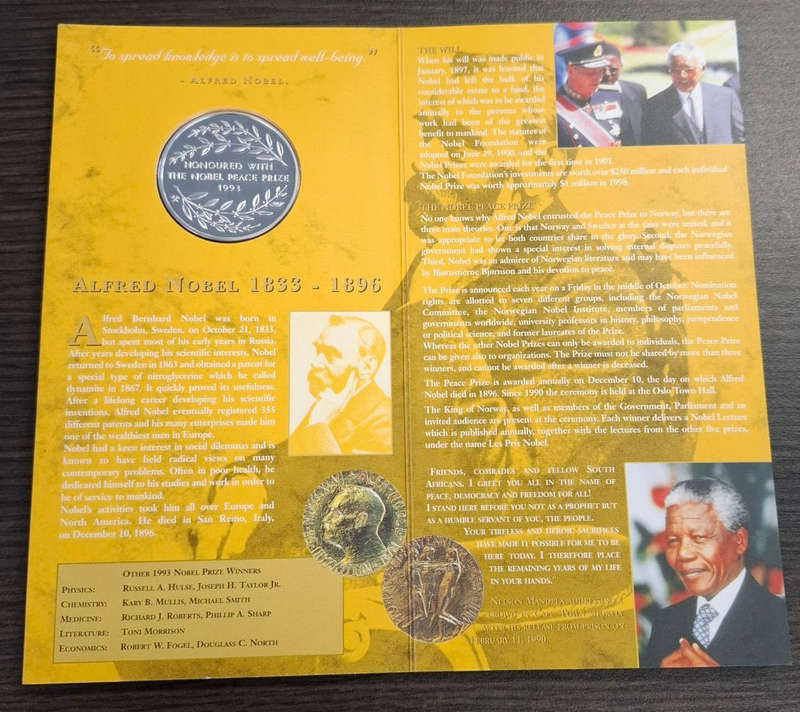 "To spread knowledge is to spread well-being."
- Alfred Nobel.
HONOURED WITH
THE NOBEL PEACE PRIZE
1993
Alfred Nobel 1833 - 1896
Alfred Bernhard Nobel was born in
Stockholm, Sweden, on October 21, 1833,
but spent most of his early years in Russia.
After years developing his scientific interests, Nobel
returned to Sweden in 1863 and obtained a patent for
a special type of nitroglycerine which he called
dynamite in 1867. It quickly proved its usefulness.
After a lifelong career developing his scientific
inventions, Alfred Nobel eventually registered 355
different patents and his many enterprises made him
one of the wealthiest men in Europe.
Nobel had a keen interest in social dilemmas and is
known to have held radical views on many
contemporary problems. Often in poor health, he
dedicated himself to his studies and work in order to
be of service to mankind.
Nobel's activities took him all over Europe and
North America. He died in San Remo, Italy,
on December 10, 1896.
Other 1993 Nobel Prize Winners
Physics: Russell A. Hulse, Joseph H. Taylor Jr.
Chemistry: Kary B. Mullis, Michael Smith
Medicine: Richard J. Roberts, Phillip A. Sharp
Literature: Toni Morrison
Economics: Robert W. Fogel, Douglass C. North
THE WILL
When his will was made public in
January, 1897, it was learned that
Nobel had left the bulk of his
considerable estate to a fund, the
interest of which was to be awarded
annually to the persons whose
work had been of the greatest
benefit to mankind. The statutes of
the Nobel Foundation were
adopted on June 29, 1900, and the
Nobel Prizes were awarded for the first time in 1901.
The Nobel Foundation's investments are worth over $250 million and each individual
Nobel Prize was worth approximately $1 million in 1998.
THE NOBEL PEACE PRIZE
No one knows why Alfred Nobel entrusted the Peace Prize to Norway, but there are
three main theories. One is that Norway and Sweden at the time were united, and it
was appropriate to let both countries share in the glory. Second, the Norwegian
government had shown a special interest in solving internal disputes peacefully.
Third, Nobel was an admirer of Norwegian literature and may have been influenced
by Bjørnstierne Bjørnson and his devotion to peace.
The Prize is announced each year on a Friday in the middle of October. Nomination
rights are allotted to seven different groups, including the Norwegian Nobel
Committee, the Norwegian Nobel Institute, members of parliaments and
governments worldwide, university professors in history, philosophy, jurisprudence
or political science, and former laureates of the Prize.
Whereas the other Nobel Prizes can only be awarded to individuals, the Peace Prize
can be given also to organizations. The Prize must not be shared by more than three
winners, and cannot be awarded after a winner is deceased.
The Peace Prize is awarded annually on December 10, the day on which Alfred
Nobel died in 1896. Since 1990 the ceremony is held at the Oslo Town Hall.
The King of Norway, as well as members of the Government, Parliament and an
invited audience are present at the ceremony. Each winner delivers a Nobel Lecture
which is published annually, together with the lectures from the other five prizes,
under the name Les Prix Nobel.
'Friends, comrades and fellow South
Africans. I greet you all in the name of
peace, democracy and freedom for all!
I stand here before you not as a prophet but
as a humble servant of you, the people.
Your tireless and heroic sacrifices
have made it possible for me to be
here today. I therefore place
the remaining years of my life
in your hands.'
Nelson Mandela addressing
crowd in Cape Town shortly
after his release from prison on
February 11, 1990.